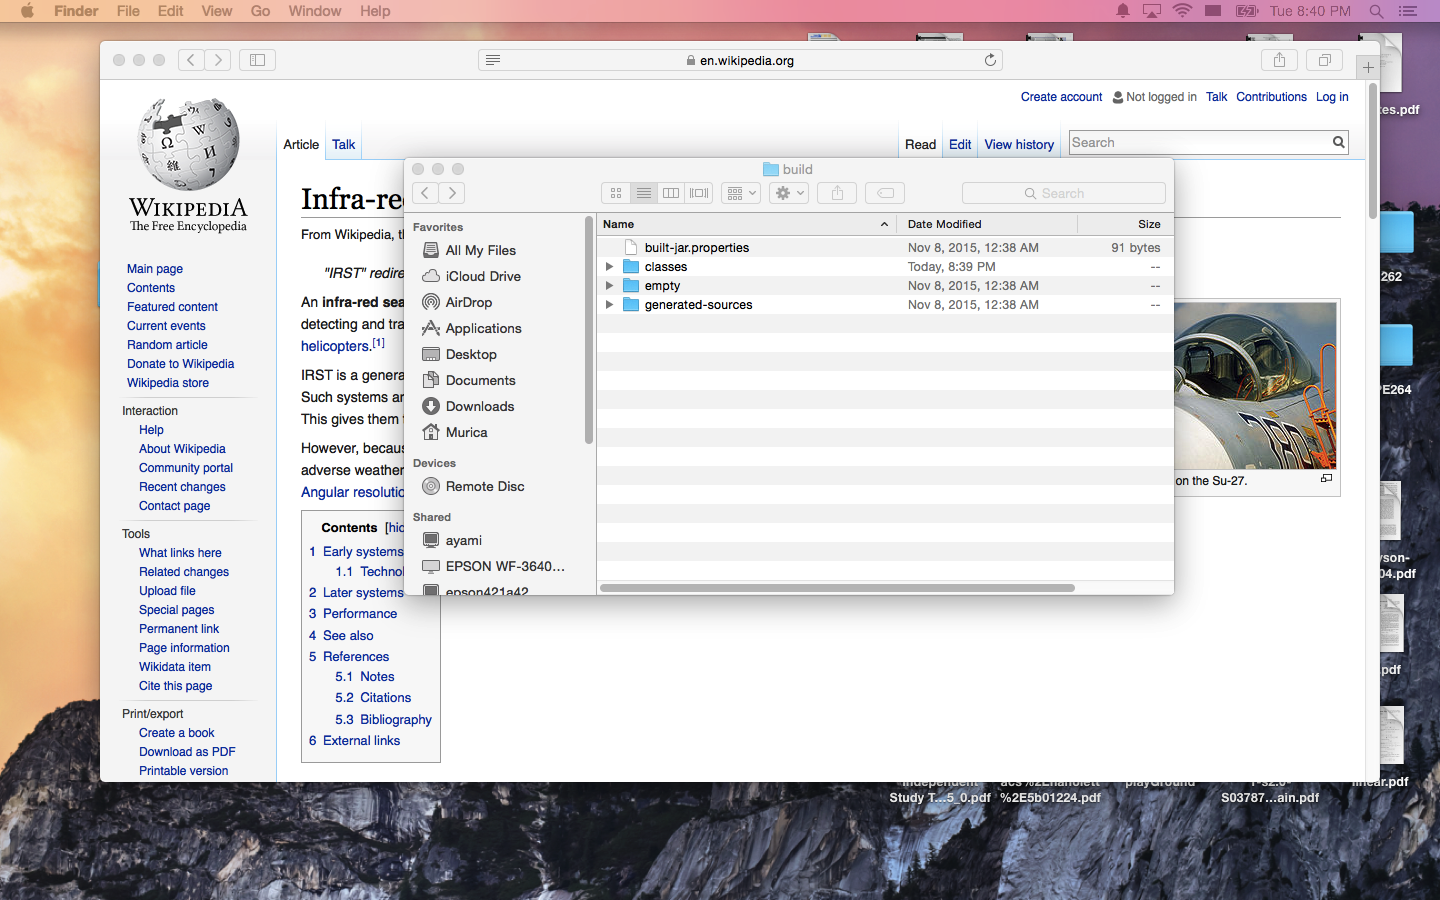 Finder File Edit View Go Window Help
Tue 8:40 PM
en.wikipedia.org
Create account Not logged in Talk Contributions Log in
Article Talk
Read Edit View history
Search
WIKIPEDIA
The Free Encyclopedia
Main page
Contents
Featured content
Current events
Random article
Donate to Wikipedia
Wikipedia store
Interaction
Help
About Wikipedia
Community portal
Recent changes
Contact page
Tools
What links here
Related changes
Upload file
Special pages
Permanent link
Page information
Wikidata item
Cite this page
Print/export
Create a book
Download as PDF
Printable version
Infra-re
From Wikipedia, t
"IRST" redire
An infra-red sea
detecting and tra
helicopters.[1]
IRST is a genera
Such systems a
This gives them
However, becau
adverse weather
Angular resolutio
Contents [hid
1 Early systems
1.1 Technol
2 Later systems
3 Performance
4 See also
5 References
5.1 Notes
5.2 Citations
5.3 Bibliography
6 External links
build
Search
Favorites
All My Files
iCloud Drive
AirDrop
Applications
Desktop
Documents
Downloads
Murica
Devices
Remote Disc
Shared
ayami
EPSON WF-3640...
epson421a42
Name Date Modified Size
built-jar.properties Nov 8, 2015, 12:38 AM 91 bytes
classes Today, 8:39 PM --
empty Nov 8, 2015, 12:38 AM --
generated-sources Nov 8, 2015, 12:38 AM --
on the Su-27.
tes.pdf
262
PE264
son-
04.pdf
.pdf
linear.pdf
Independent
Study T...5_0.pdf
acs %2Enanolett
%2E5b01224.pdf
playGround
1-s2.0-
S03787...ain.pdf